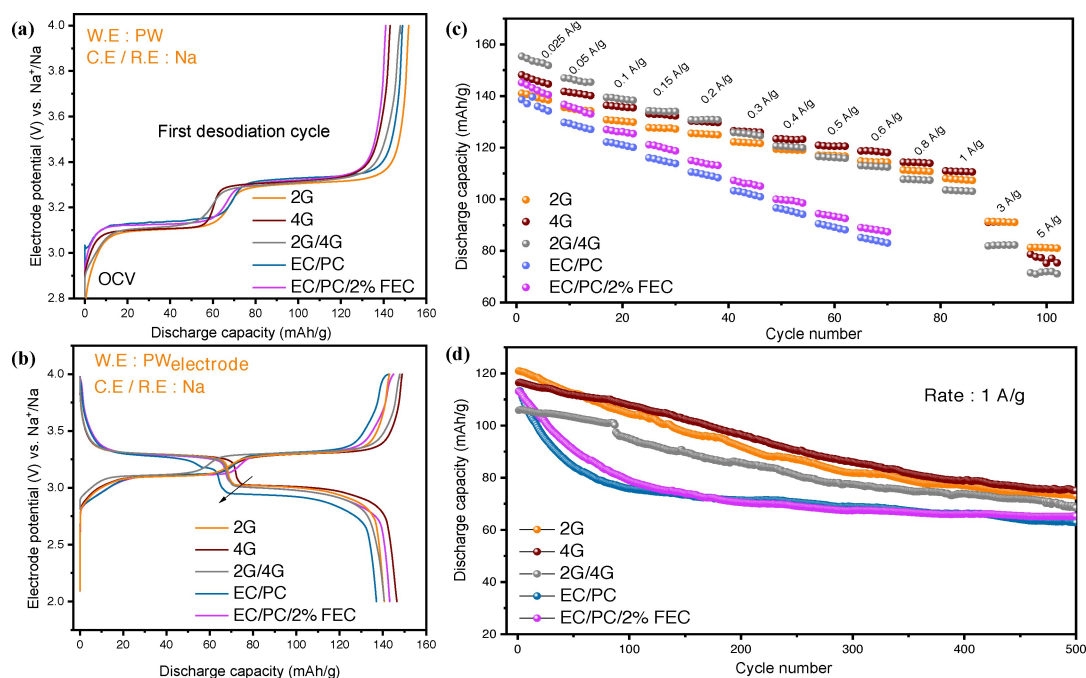 (a)
W.E : PW
C.E / R.E : Na
First desodiation cycle
OCV
2G
4G
2G/4G
EC/PC
EC/PC/2% FEC
Electrode potential (V) vs. Na⁺/Na
4.0
3.8
3.6
3.4
3.2
3.0
2.8
0 20 40 60 80 100 120 140 160
Discharge capacity (mAh/g)
(b)
W.E : PWelectrode
C.E / R.E : Na
2G
4G
2G/4G
EC/PC
EC/PC/2% FEC
Electrode potential (V) vs. Na⁺/Na
4.0
3.5
3.0
2.5
2.0
0 20 40 60 80 100 120 140 160
Discharge capacity (mAh/g)
(c)
0.025 A/g
0.05 A/g
0.1 A/g
0.15 A/g
0.2 A/g
0.3 A/g
0.4 A/g
0.5 A/g
0.6 A/g
0.8 A/g
1 A/g
3 A/g
5 A/g
2G
4G
2G/4G
EC/PC
EC/PC/2% FEC
Discharge capacity (mAh/g)
160
140
120
100
80
60
0 20 40 60 80 100
Cycle number
(d)
Rate : 1 A/g
2G
4G
2G/4G
EC/PC
EC/PC/2% FEC
Discharge capacity (mAh/g)
120
100
80
60
40
20
0 100 200 300 400 500
Cycle number